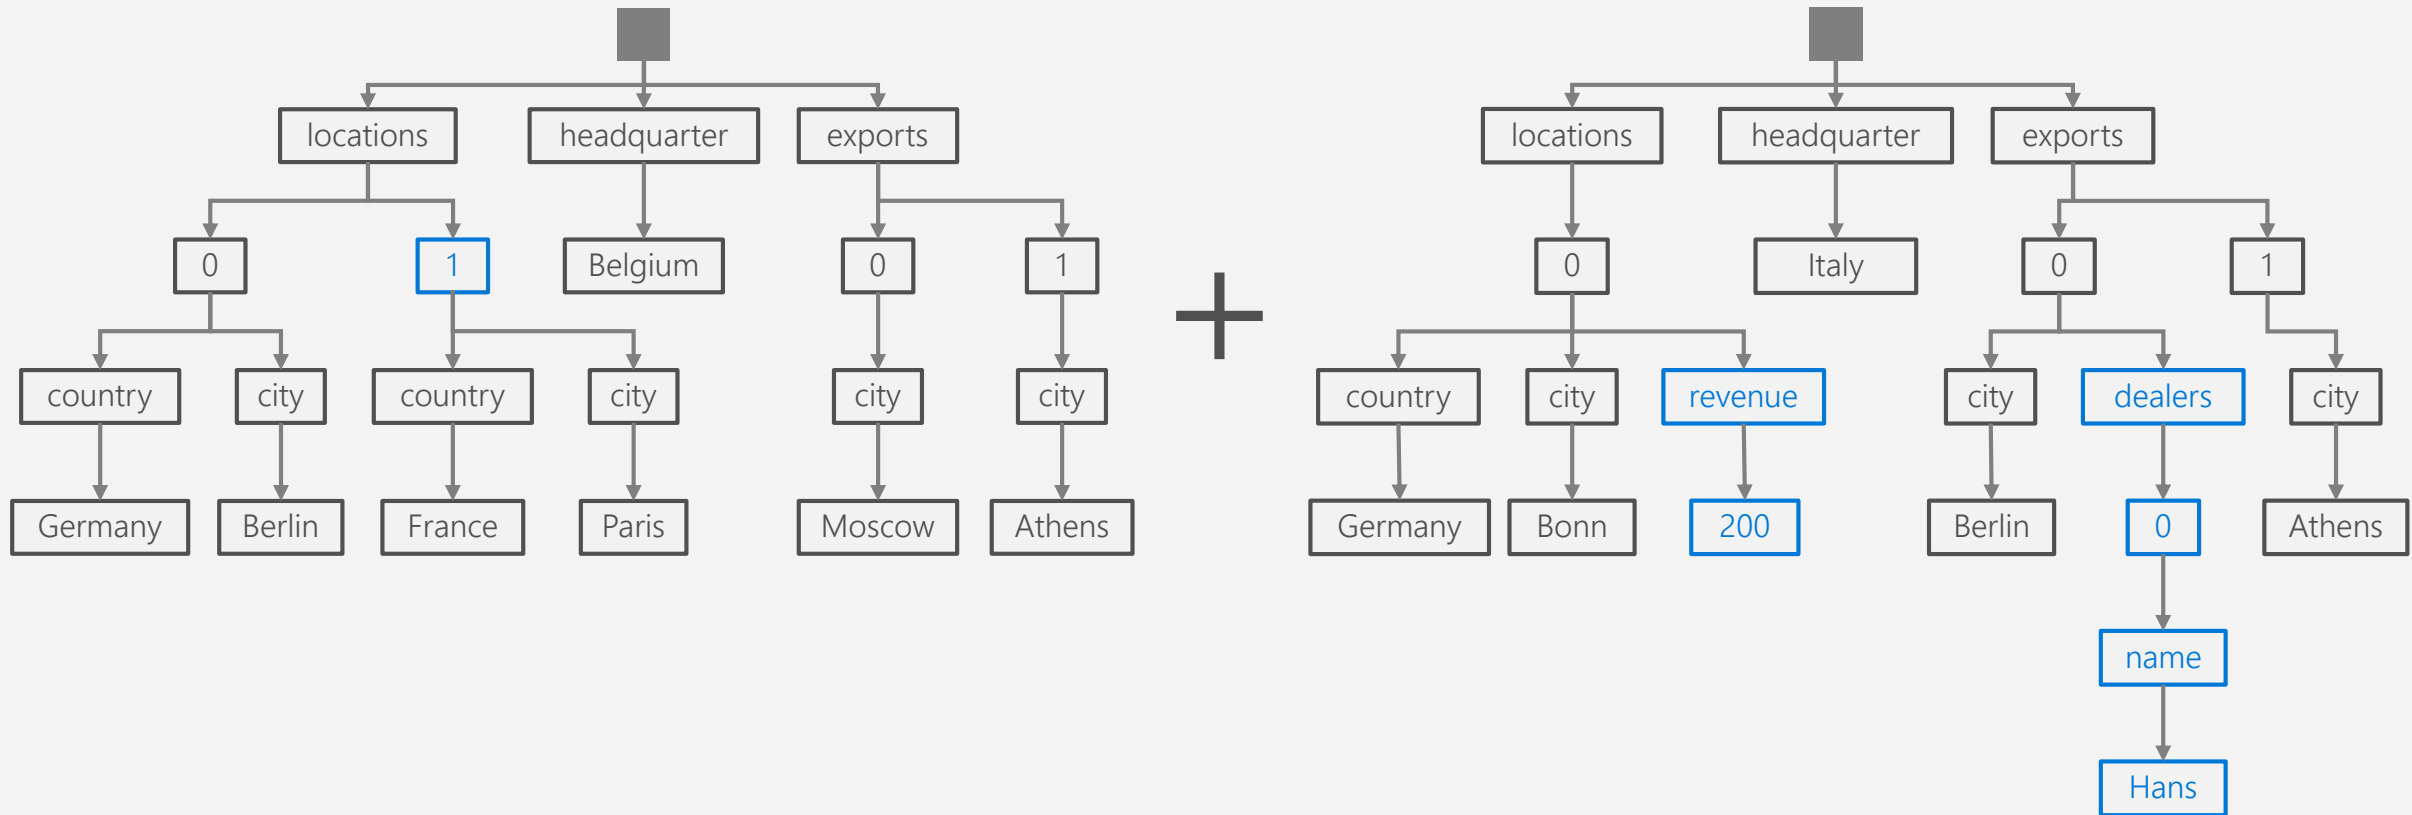 locations headquarter exports
0 1 Belgium 0 1
country city country city city city
Germany Berlin France Paris Moscow Athens
+
locations headquarter exports
0 Italy 0 1
country city revenue city dealers city
Germany Bonn 200 Berlin 0 Athens
name
Hans